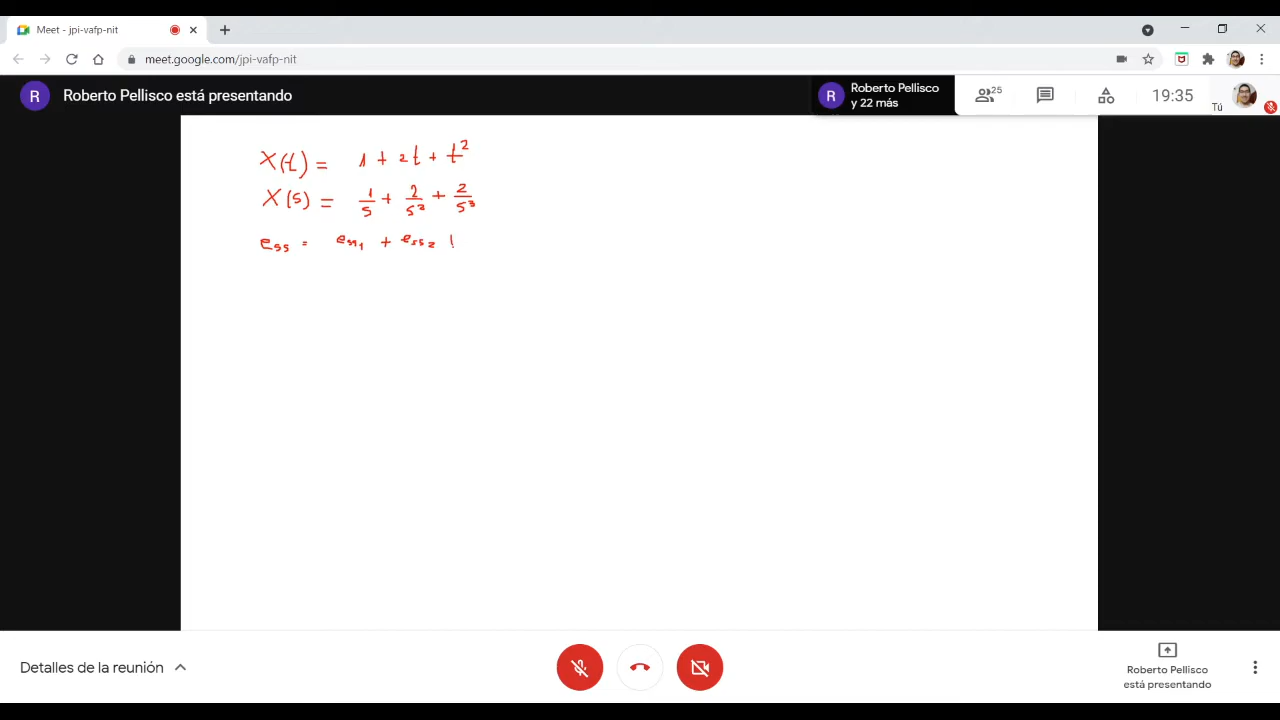 Meet - jpi-vafp-nit
meet.google.com/jpi-vafp-nit
R Roberto Pellisco está presentando
R Roberto Pellisco y 22 más
25
19:35
Tú
X(t) = 1 + 2t + t²
X(s) = 1/s + 2/s² + 2/s³
ess = ess1 + ess2
Detalles de la reunión
Roberto Pellisco
está presentando